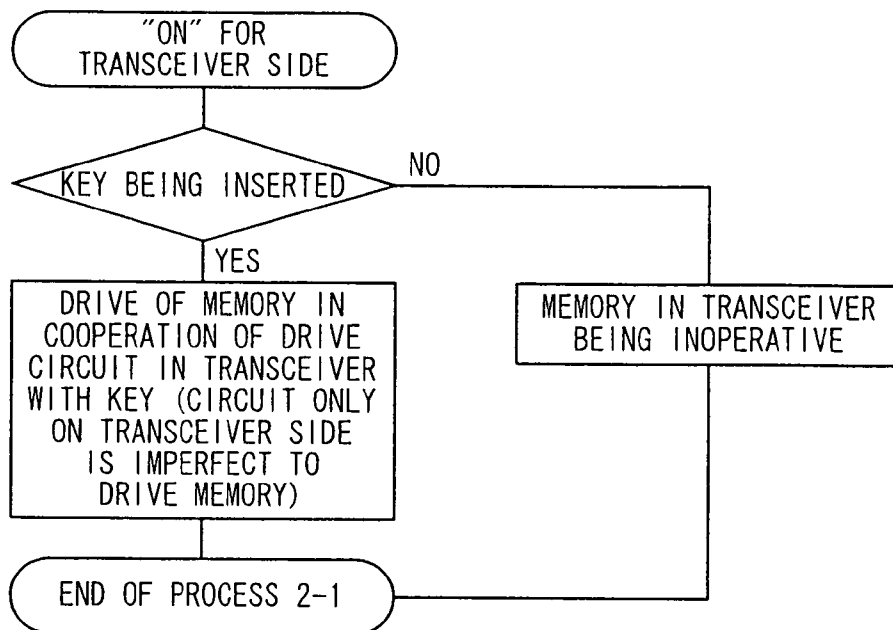 "ON" FOR
TRANSCEIVER SIDE
KEY BEING INSERTED
NO
YES
DRIVE OF MEMORY IN
COOPERATION OF DRIVE
CIRCUIT IN TRANSCEIVER
WITH KEY (CIRCUIT ONLY
ON TRANSCEIVER SIDE
IS IMPERFECT TO
DRIVE MEMORY)
MEMORY IN TRANSCEIVER
BEING INOPERATIVE
END OF PROCESS 2-1